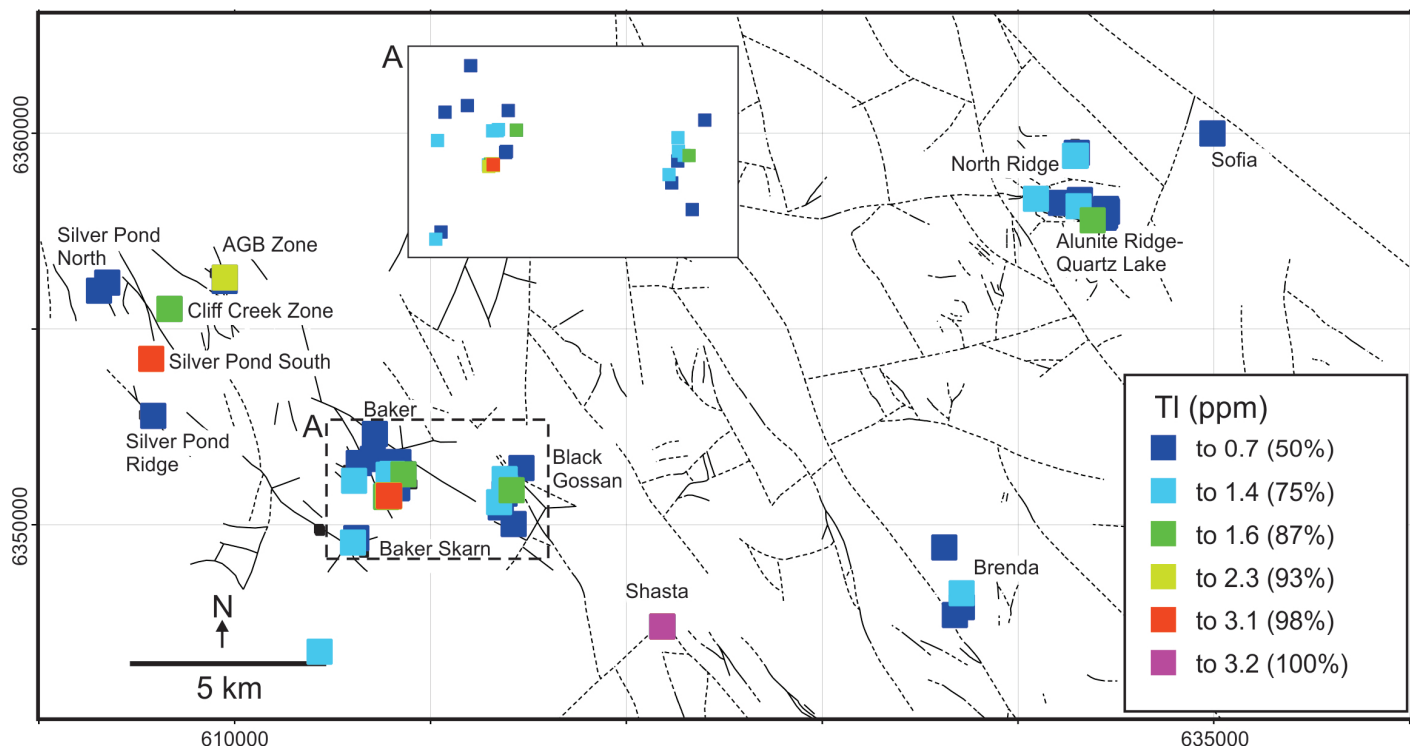 A
6360000
North Ridge
Sofia
Silver Pond
North
AGB Zone
Alunite Ridge-
Quartz Lake
Cliff Creek Zone
Silver Pond South
Baker
A
Silver Pond
Ridge
Black
Gossan
6350000
Baker Skarn
Brenda
Shasta
N
5 km
Tl (ppm)
to 0.7 (50%)
to 1.4 (75%)
to 1.6 (87%)
to 2.3 (93%)
to 3.1 (98%)
to 3.2 (100%)
610000
635000